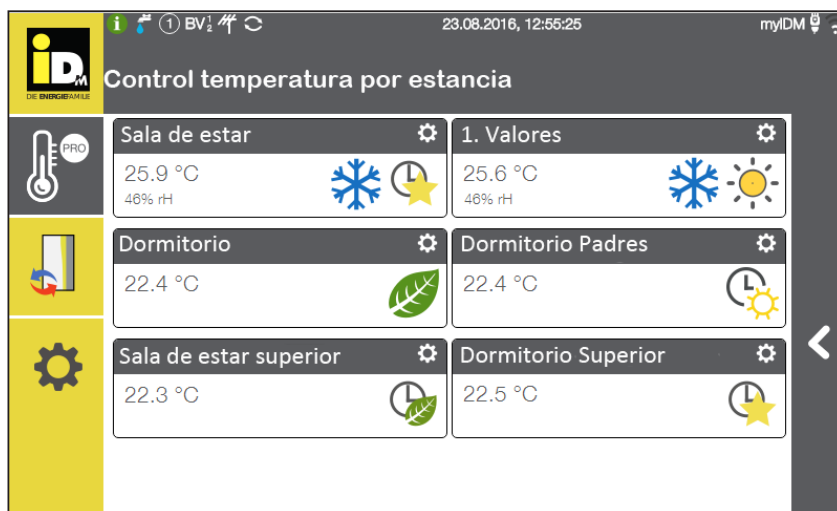 i 1 BV½ 23.08.2016, 12:55:25 myIDM
iDM
DIE ENERGIEFAMILIE
Control temperatura por estancia
PRO
Sala de estar
25.9 °C
46% rH
1. Valores
25.6 °C
46% rH
Dormitorio
22.4 °C
Dormitorio Padres
22.4 °C
Sala de estar superior
22.3 °C
Dormitorio Superior
22.5 °C